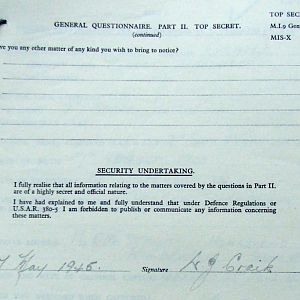 GENERAL QUESTIONNAIRE. PART II. TOP SECRET.
(continued)
TOP SEC
M.I.9 Gen
MIS-X
ve you any other matter of any kind you wish to bring to notice?
SECURITY UNDERTAKING.
I fully realise that all information relating to the matters covered by the questions in Part II.
are of a highly secret and official nature.
I have had explained to me and fully understand that under Defence Regulations or
U.S.A.R. 380-5 I am forbidden to publish or communicate any information concerning
these matters.
May 1945.
Signature
Craik